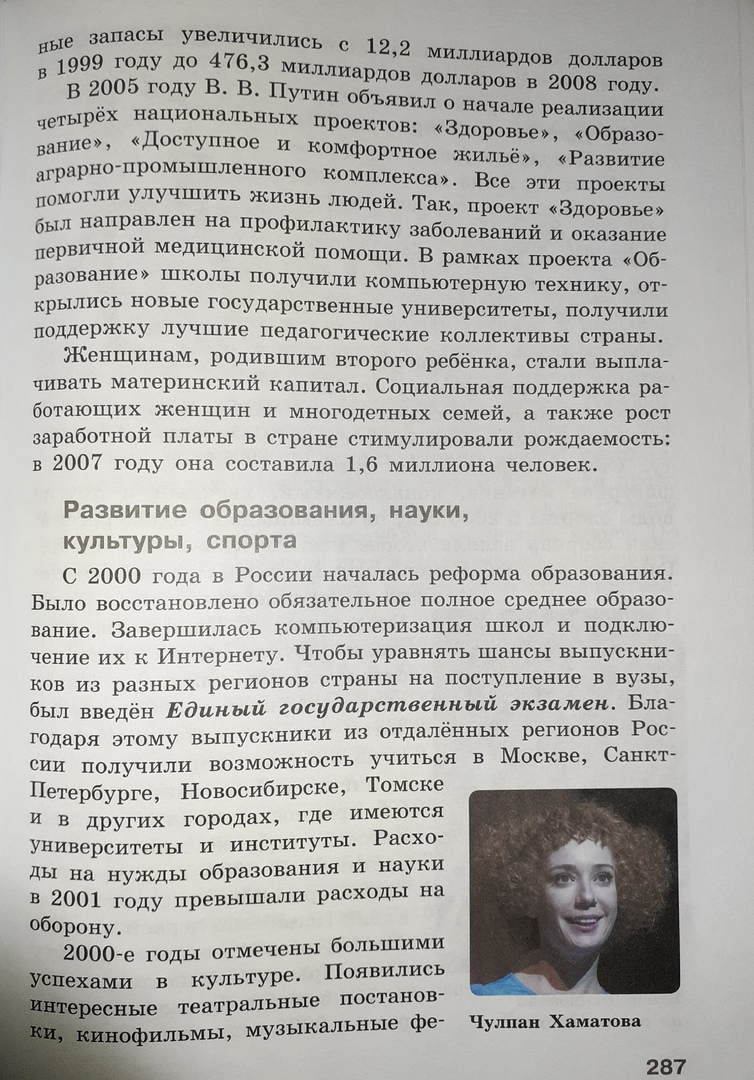 ные запасы увеличились с 12,2 миллиардов долларов
в 1999 году до 476,3 миллиардов долларов в 2008 году.
В 2005 году В. В. Путин объявил о начале реализации
четырёх национальных проектов: «Здоровье», «Образо-
вание», «Доступное и комфортное жильё», «Развитие
аграрно-промышленного комплекса». Все эти проекты
помогли улучшить жизнь людей. Так, проект «Здоровье»
был направлен на профилактику заболеваний и оказание
первичной медицинской помощи. В рамках проекта «Об-
разование» школы получили компьютерную технику, от-
крылись новые государственные университеты, получили
поддержку лучшие педагогические коллективы страны.
Женщинам, родившим второго ребёнка, стали выпла-
чивать материнский капитал. Социальная поддержка ра-
ботающих женщин и многодетных семей, а также рост
заработной платы в стране стимулировали рождаемость:
в 2007 году она составила 1,6 миллиона человек.
Развитие образования, науки,
культуры, спорта
С 2000 года в России началась реформа образования.
Было восстановлено обязательное полное среднее образо-
вание. Завершилась компьютеризация школ и подклю-
чение их к Интернету. Чтобы уравнять шансы выпускни-
ков из разных регионов страны на поступление в вузы,
был введён Единый государственный экзамен. Бла-
годаря этому выпускники из отдалённых регионов Рос-
сии получили возможность учиться в Москве, Санкт-
Петербурге, Новосибирске, Томске
и в других городах, где имеются
университеты и институты. Расхо-
ды на нужды образования и науки
в 2001 году превышали расходы на
оборону.
2000-е годы отмечены большими
успехами в культуре. Появились
интересные театральные постанов-
ки, кинофильмы, музыкальные фе-
Чулпан Хаматова
287